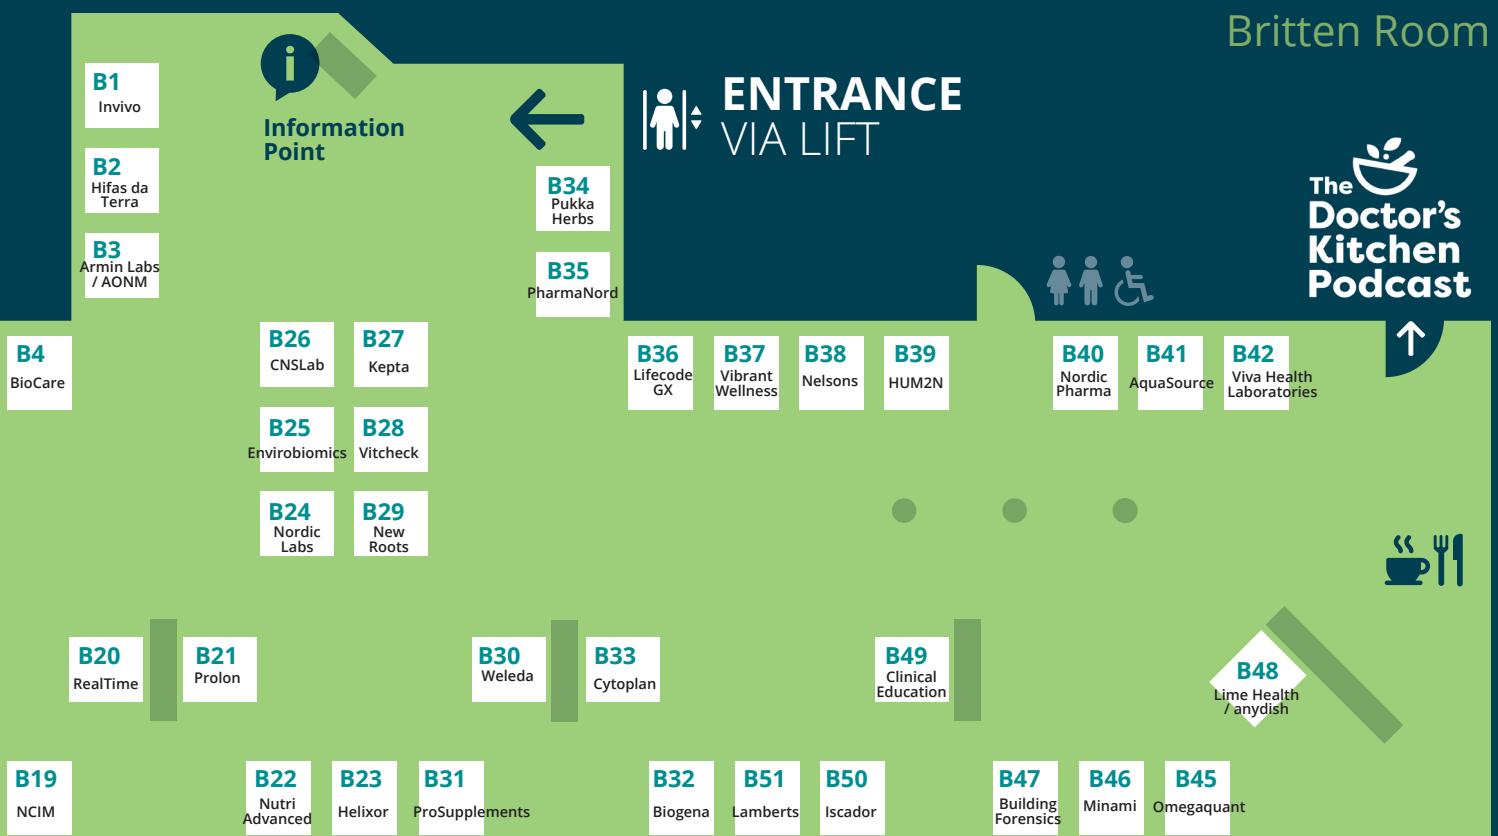 Britten Room
ENTRANCE
VIA LIFT
B1
Invivo
i
Information
Point
B2
Hifas da
Terra
B3
Armin Labs
/ AONM
B34
Pukka
Herbs
B35
PharmaNord
The
Doctor's
Kitchen
Podcast
B4
BioCare
B26
CNSLab
B27
Kepta
B36
Lifecode
GX
B37
Vibrant
Wellness
B38
Nelsons
B39
HUM2N
B40
Nordic
Pharma
B41
AquaSource
B42
Viva Health
Laboratories
B25
Envirobiomics
B28
Vitcheck
B24
Nordic
Labs
B29
New
Roots
B20
RealTime
B21
Prolon
B30
Weleda
B33
Cytoplan
B49
Clinical
Education
B48
Lime Health
/ anydish
B19
NCIM
B22
Nutri
Advanced
B23
Helixor
B31
ProSupplements
B32
Biogena
B51
Lamberts
B50
Iscador
B47
Building
Forensics
B46
Minami
B45
Omegaquant